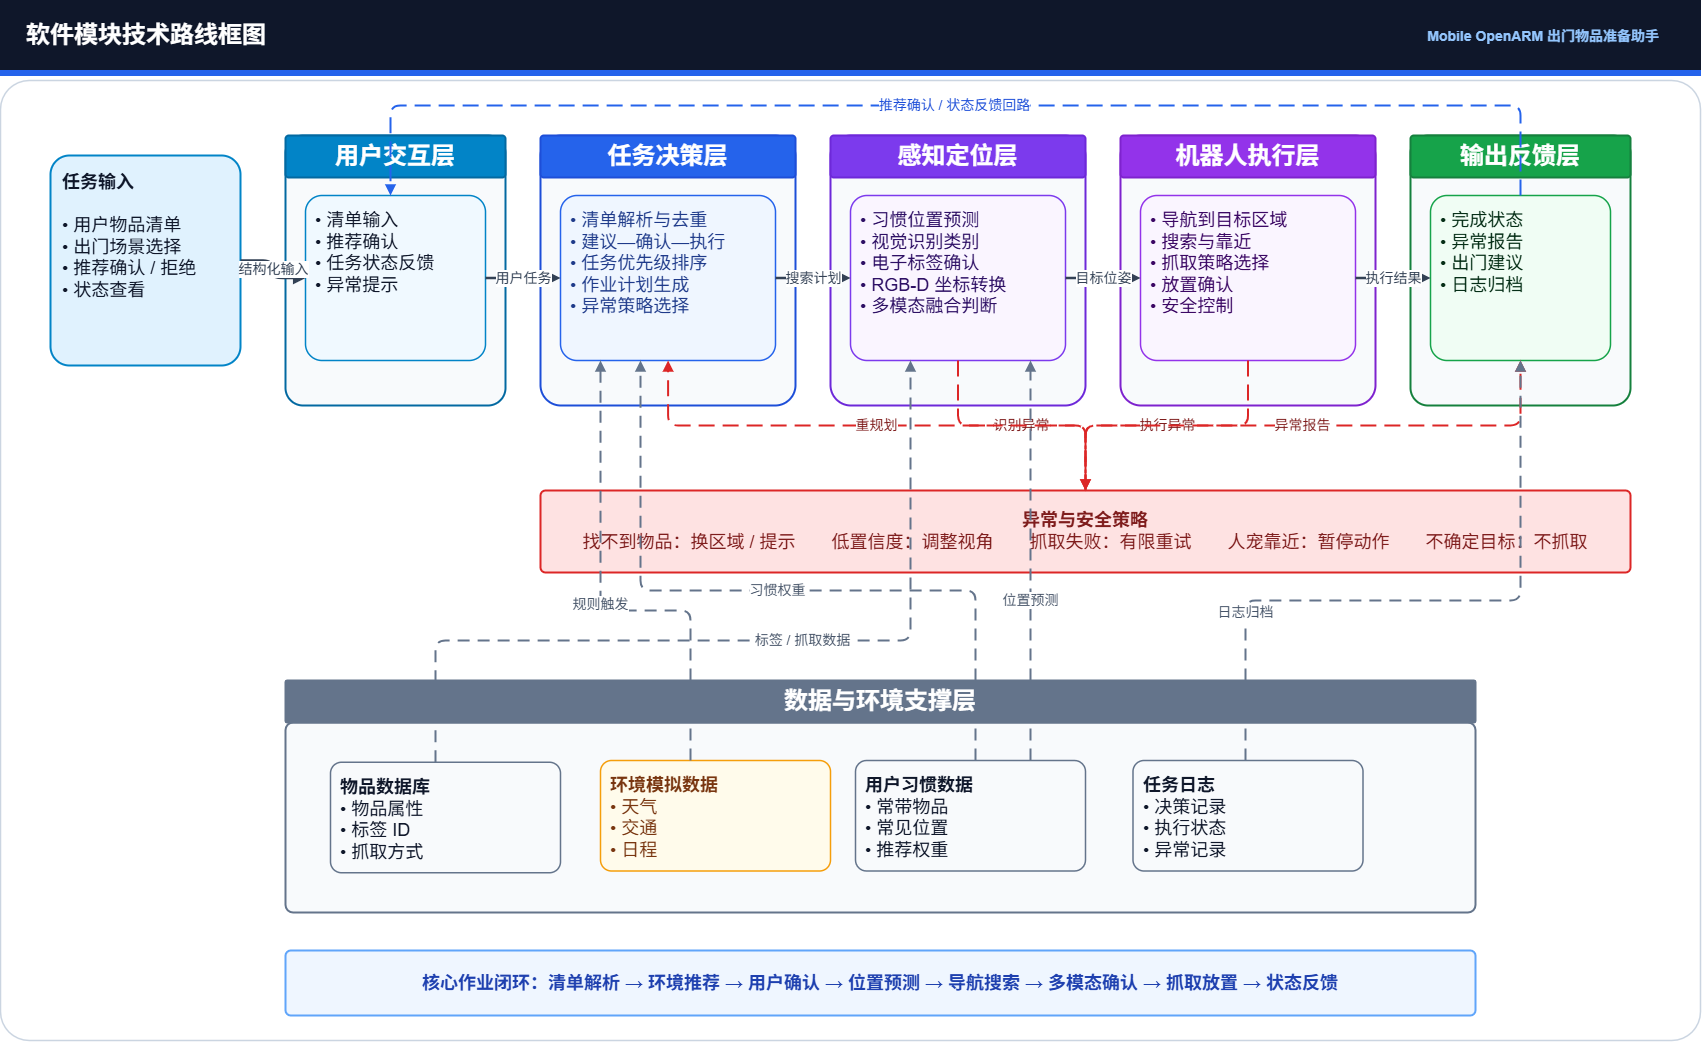 软件模块技术路线框图
Mobile OpenARM 出门物品准备助手
推荐确认 / 状态反馈回路
任务输入
• 用户物品清单
• 出门场景选择
• 推荐确认 / 拒绝
• 状态查看
结构化输入
用户交互层
• 清单输入
• 推荐确认
• 任务状态反馈
• 异常提示
用户任务
任务决策层
• 清单解析与去重
• 建议—确认—执行
• 任务优先级排序
• 作业计划生成
• 异常策略选择
搜索计划
感知定位层
• 习惯位置预测
• 视觉识别类别
• 电子标签确认
• RGB-D 坐标转换
• 多模态融合判断
目标位姿
机器人执行层
• 导航到目标区域
• 搜索与靠近
• 抓取策略选择
• 放置确认
• 安全控制
执行结果
输出反馈层
• 完成状态
• 异常报告
• 出门建议
• 日志归档
重规划
识别异常
执行异常
异常报告
异常与安全策略
找不到物品：换区域 / 提示 低置信度：调整视角 抓取失败：有限重试 人宠靠近：暂停动作 不确定目标：不抓取
习惯权重
规则触发
位置预测
日志归档
标签 / 抓取数据
数据与环境支撑层
物品数据库
• 物品属性
• 标签 ID
• 抓取方式
环境模拟数据
• 天气
• 交通
• 日程
用户习惯数据
• 常带物品
• 常见位置
• 推荐权重
任务日志
• 决策记录
• 执行状态
• 异常记录
核心作业闭环：清单解析 → 环境推荐 → 用户确认 → 位置预测 → 导航搜索 → 多模态确认 → 抓取放置 → 状态反馈